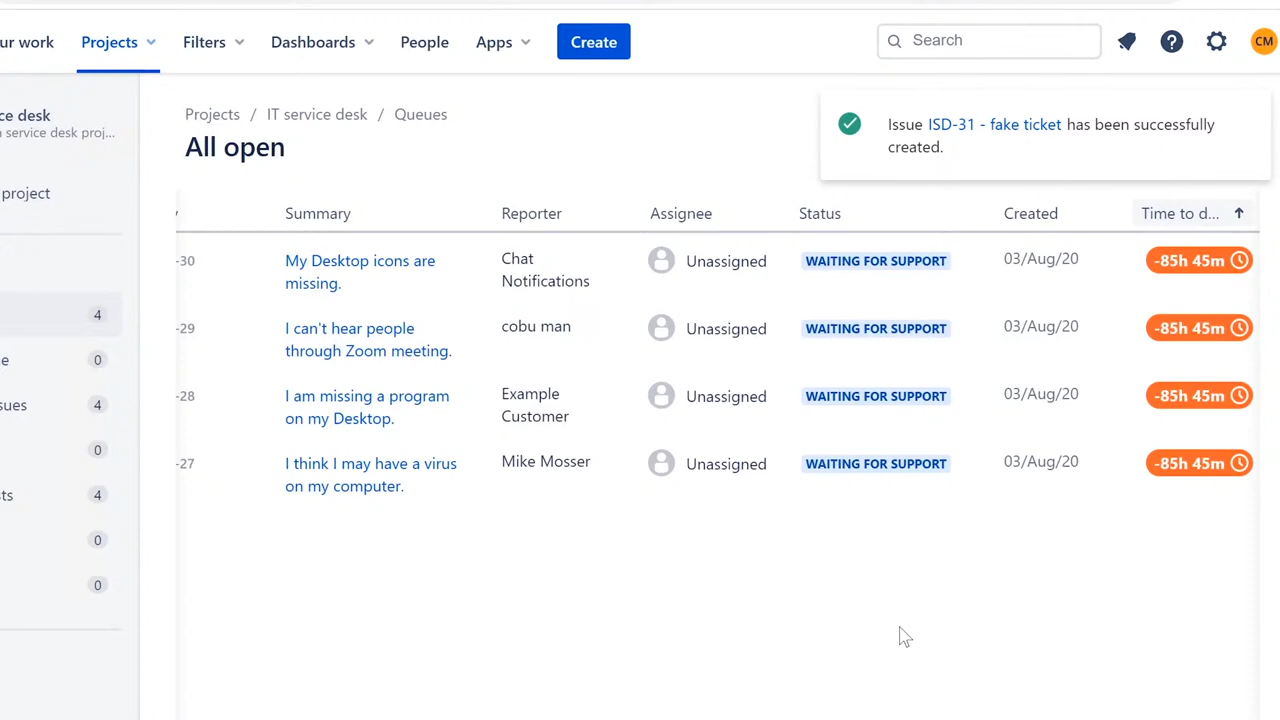 ur work Projects Filters Dashboards People Apps Create Search CM
ce desk
n service desk proj...
project
4
e 0
sues 4
0
sts 4
0
0
Projects / IT service desk / Queues
All open
Issue ISD-31 - fake ticket has been successfully
created.
y Summary Reporter Assignee Status Created Time to d... ↑
-30 My Desktop icons are
missing. Chat
Notifications Unassigned WAITING FOR SUPPORT 03/Aug/20 -85h 45m
-29 I can't hear people
through Zoom meeting. cobu man Unassigned WAITING FOR SUPPORT 03/Aug/20 -85h 45m
-28 I am missing a program
on my Desktop. Example
Customer Unassigned WAITING FOR SUPPORT 03/Aug/20 -85h 45m
-27 I think I may have a virus
on my computer. Mike Mosser Unassigned WAITING FOR SUPPORT 03/Aug/20 -85h 45m